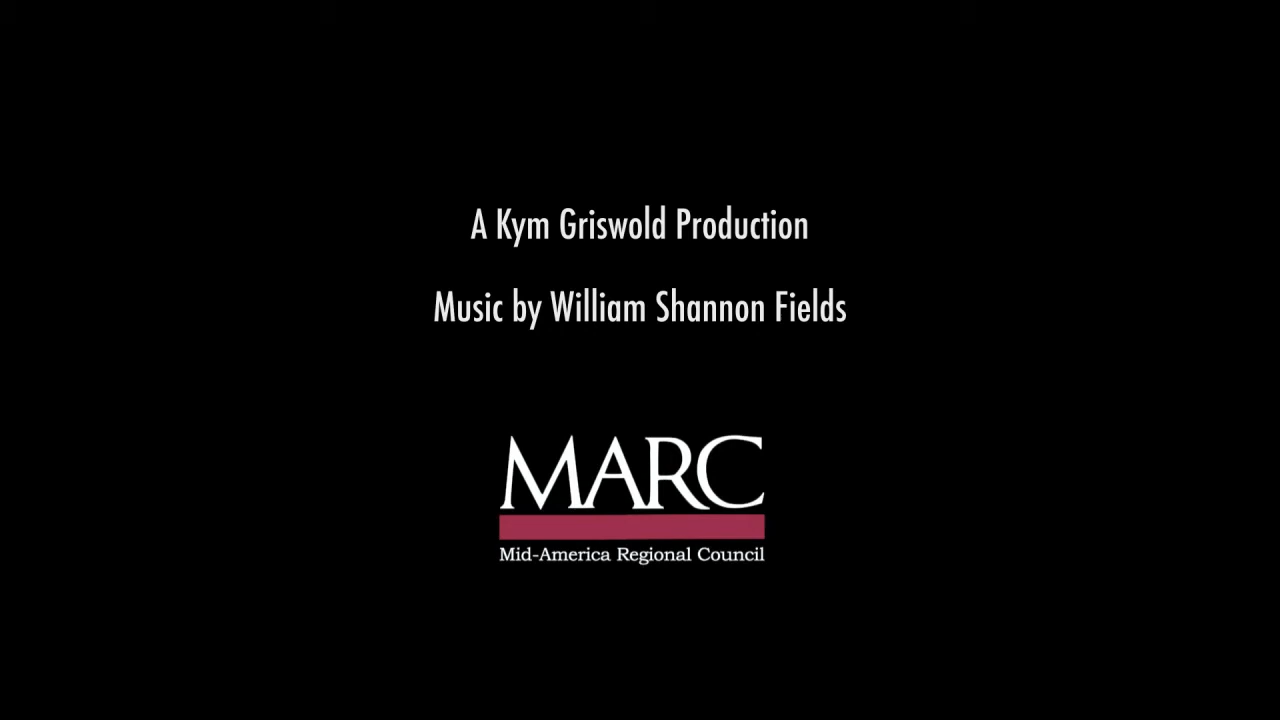 A Kym Griswold Production
Music by William Shannon Fields
MARC
Mid-America Regional Council